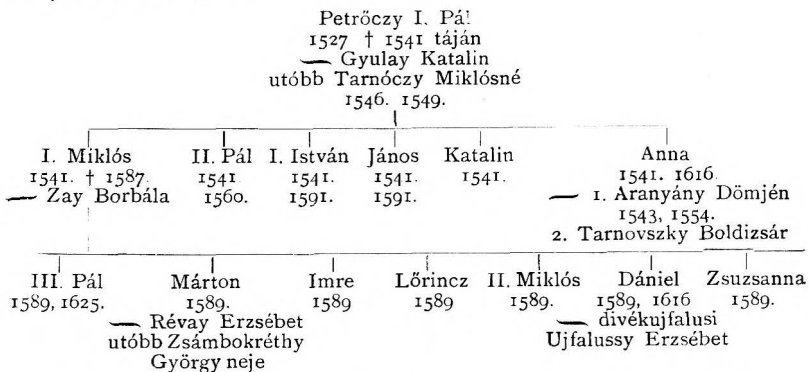 Petrőczy I. Pál
1527 † 1541 táján
— Gyulay Katalin
utóbb Tarnóczy Miklósné
1546. 1549.
I. Miklós II. Pál I. István János Katalin Anna
1541. † 1587. 1541 1541. 1541. 1541. 1541. 1616.
— Zay Borbála 1560. 1591. 1591. — 1. Aranyány Dömjén
1543, 1554.
2. Tarnovszky Boldizsár
III. Pál Márton Imre Lőrincz II. Miklós Dániel Zsuzsanna
1589, 1625. 1589. 1589 1589 1589. 1589, 1616 1589.
— Révay Erzsébet — divékujfalusi
utóbb Zsámbokréthy Ujfalussy Erzsébet
György neje